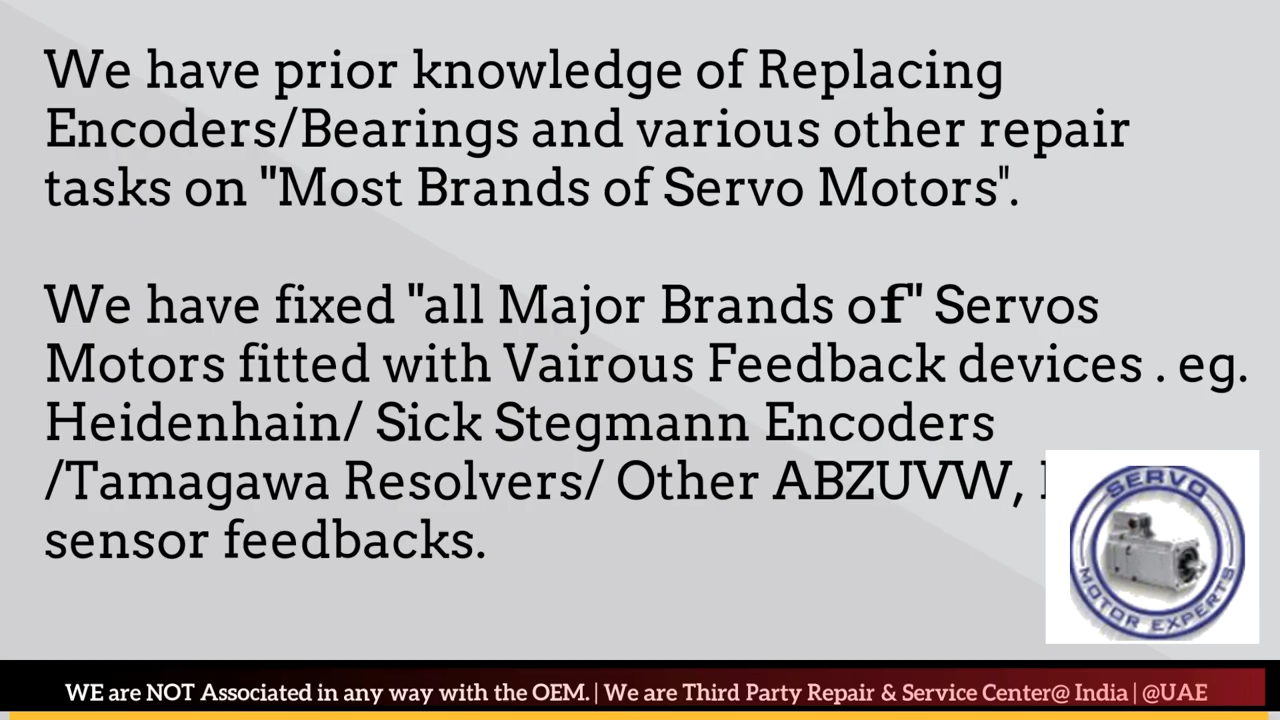 We have prior knowledge of Replacing
Encoders/Bearings and various other repair
tasks on "Most Brands of Servo Motors".
We have fixed "all Major Brands of" Servos
Motors fitted with Vairous Feedback devices . eg.
Heidenhain/ Sick Stegmann Encoders
/Tamagawa Resolvers/ Other ABZUVW,
sensor feedbacks.
SERVO
MOTOR EXPERTS
WE are NOT Associated in any way with the OEM. | We are Third Party Repair & Service Center@ India | @UAE